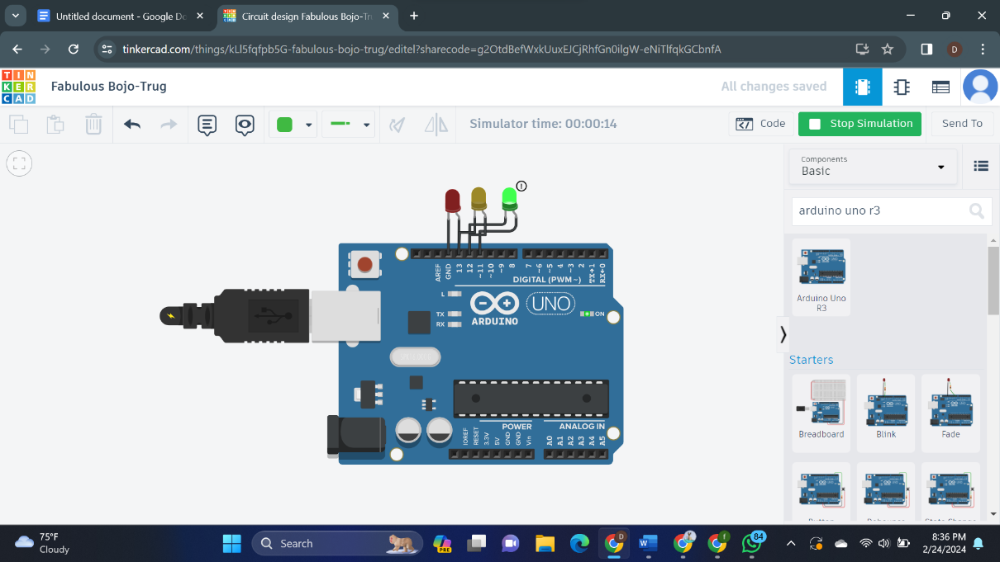 Untitled document - Google Do
Circuit design Fabulous Bojo-Tr
tinkercad.com/things/kLl5fqfpb5G-fabulous-bojo-trug/editel?sharecode=g2OtdBefWxkUuxEJCjRhfGn0ilgW-eNiTlfqkGCbnfA
D
TIN
KER
CAD
Fabulous Bojo-Trug
All changes saved
Simulator time: 00:00:14
Code
Stop Simulation
Send To
Components
Basic
arduino uno r3
Arduino Uno
R3
Starters
Breadboard
Blink
Fade
AREF
GND
13
12
~11
~10
~9
8
7
~6
~5
4
~3
2
TX→1
RX←0
DIGITAL (PWM~)
L
TX
RX
ARDUINO
UNO
ON
POWER
ANALOG IN
IOREF
RESET
3.3V
5V
GND
GND
Vin
A0
A1
A2
A3
A4
A5
75°F
Cloudy
Search
PRE
D
W
Y
f
84
8:36 PM
2/24/2024